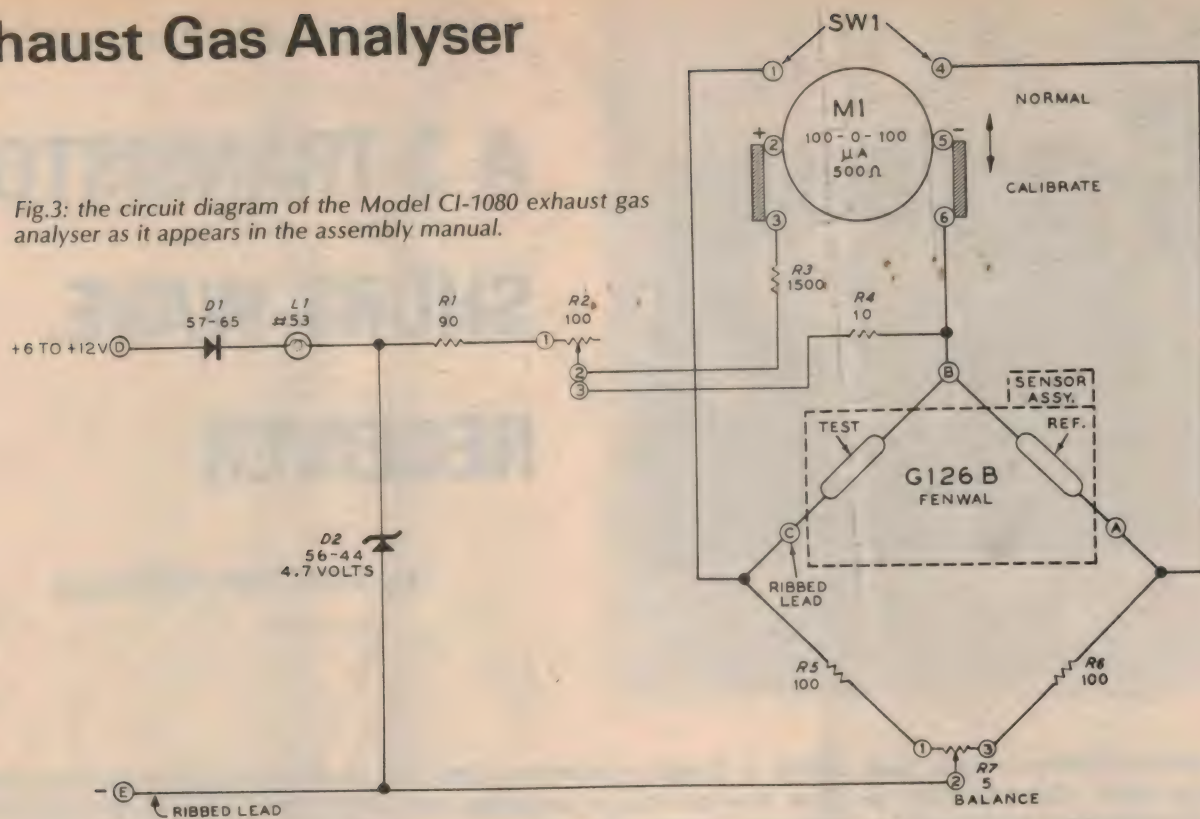 haust Gas Analyser
Fig.3: the circuit diagram of the Model CI-1080 exhaust gas
analyser as it appears in the assembly manual.
SW1
1
4
M1
100-0-100
μA
500Ω
+
2
5
-
3
6
NORMAL
CALIBRATE
R3
1500
R4
10
D1
57-65
L1
#53
R1
90
R2
100
+6 TO +12V
D
1
2
3
B
SENSOR
ASSY.
TEST
REF.
G126 B
FENWAL
C
A
RIBBED
LEAD
D2
56-44
4.7 VOLTS
R5
100
R6
100
1
3
R7
5
2
BALANCE
-
E
RIBBED LEAD